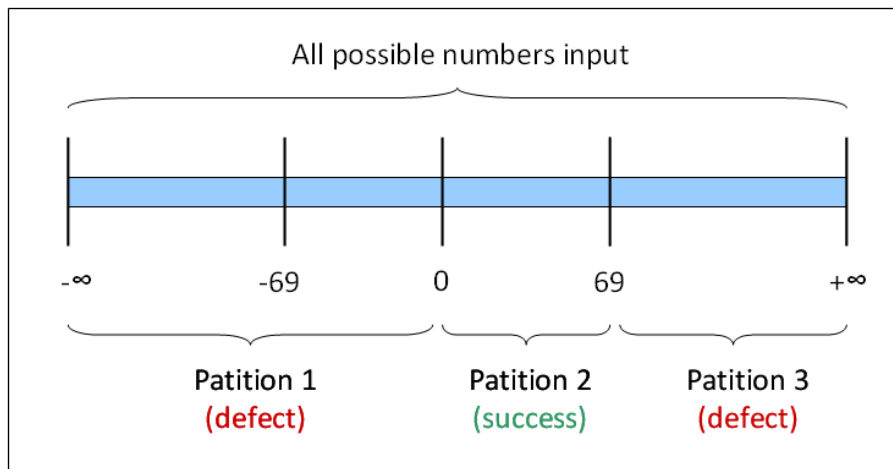 All possible numbers input
-∞ -69 0 69 +∞
Patition 1 Patition 2 Patition 3
(defect) (success) (defect)